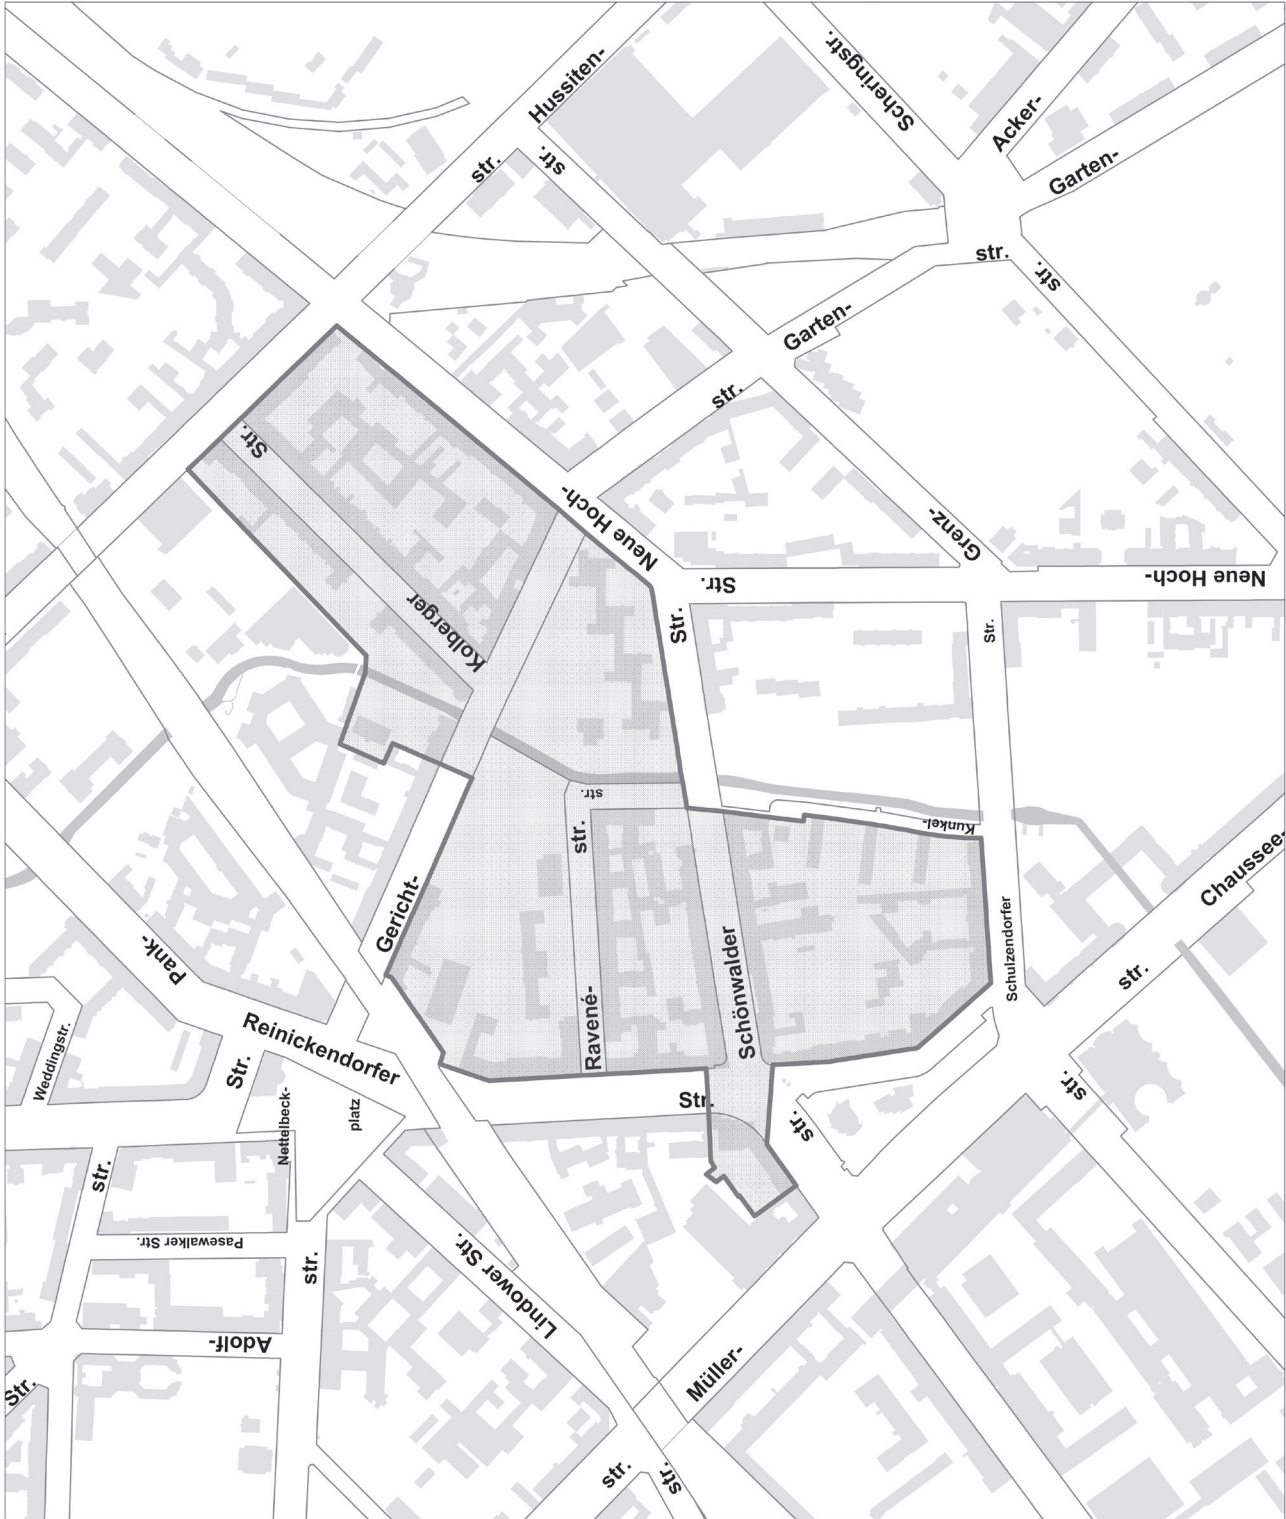 Hussiten-
str.
str.
Scheringstr.
Acker-
Garten-
str.
str.
Garten-
str.
Str.
Neue Hoch-
Grenz-
Str.
Str.
Str.
Neue Hoch-
Kolberger
str.
str.
Kunkel-
Gericht-
Schulzendorfer
Chaussee-
str.
Pank-
Reinickendorfer
Ravené-
Schönwalder
Weddingstr.
Str.
Nettelbeck-
platz
Str.
str.
str.
str.
Pasewalker Str.
str.
Lindower Str.
Adolf-
Müller-
Str.
str.
str.